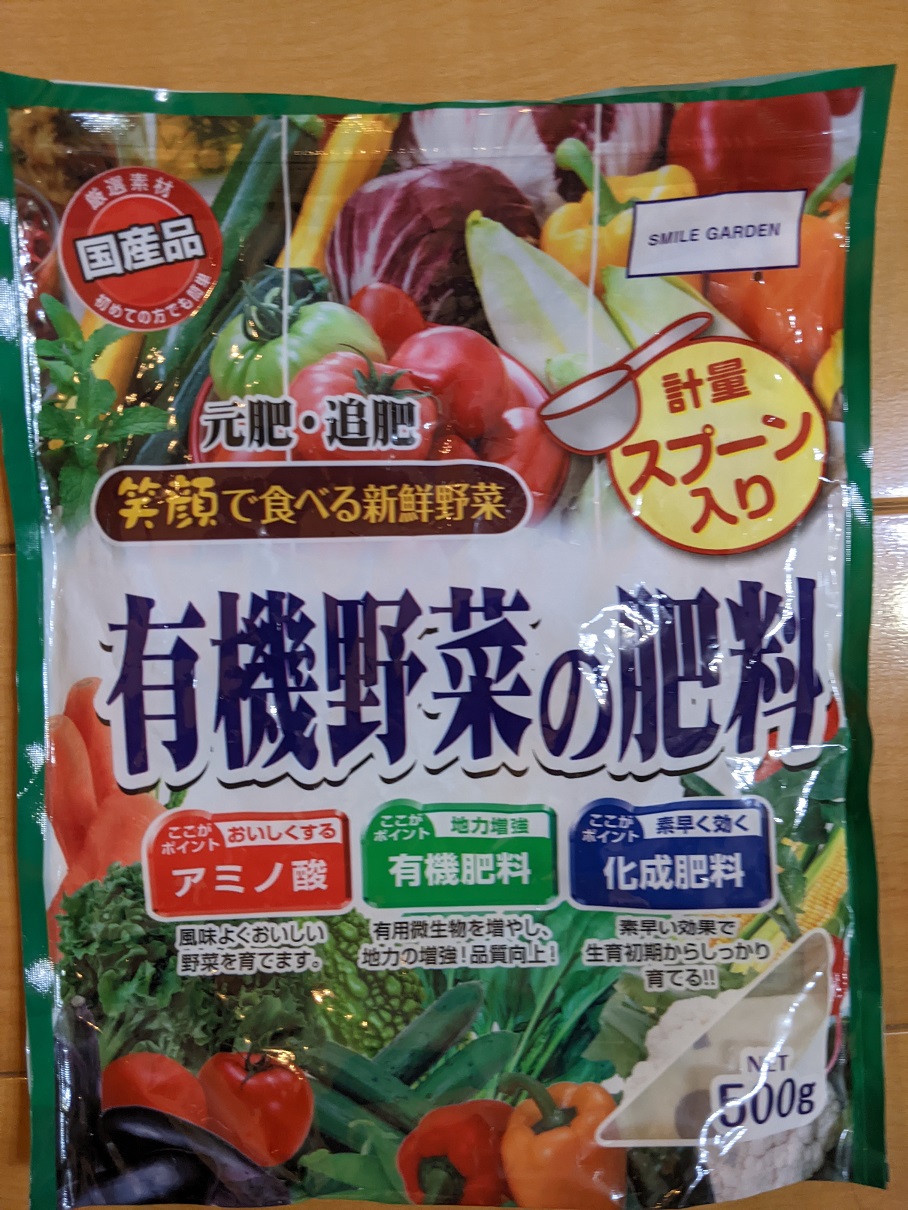 厳選素材
国産品
初めての方でも簡単
SMILE GARDEN
計量
スプーン
入り
元肥・追肥
笑顔で食べる新鮮野菜
有機野菜の肥料
ここが
ポイント
おいしくする
アミノ酸
風味よくおいしい
野菜を育てます。
ここが
ポイント
地力増強
有機肥料
有用微生物を増やし、
地力の増強!品質向上!
ここが
ポイント
素早く効く
化成肥料
素早い効果で
生育初期からしっかり
育てる!!
NET
500g